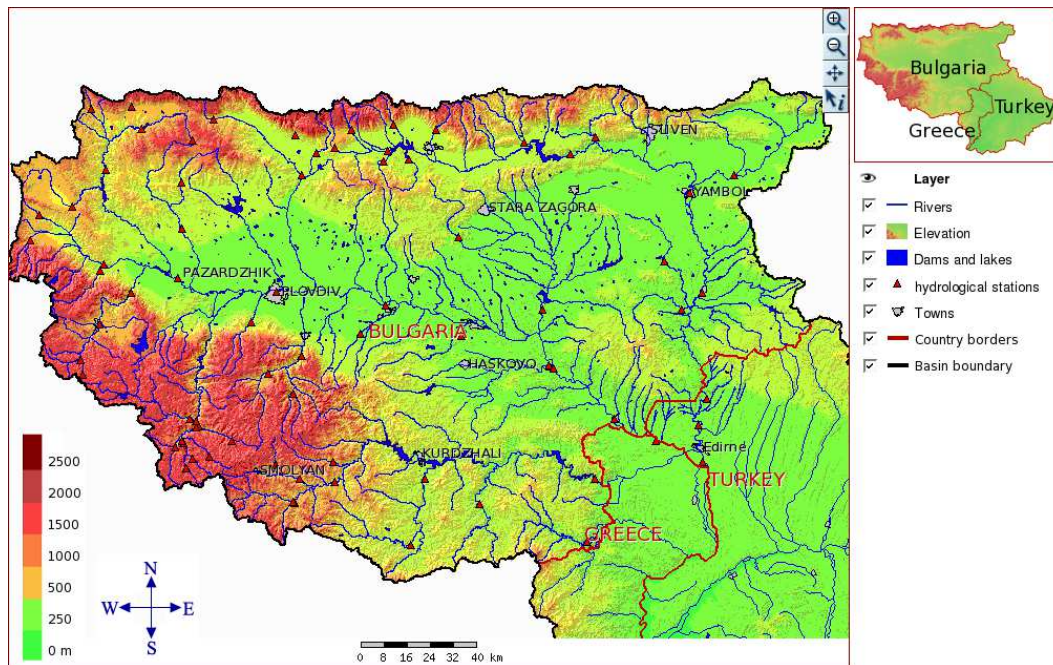 SLIVEN
YAMBOL
STARA ZAGORA
PAZARDZHIK
PLOVDIV
BULGARIA
HASKOVO
Edirne
KURDZHALI
SMOLYAN
TURKEY
GREECE
2500
2000
1500
1000
500
250
0 m
N
W E
S
0 8 16 24 32 40 km
i
Bulgaria
Turkey
Greece
Layer
Rivers
Elevation
Dams and lakes
hydrological stations
Towns
Country borders
Basin boundary